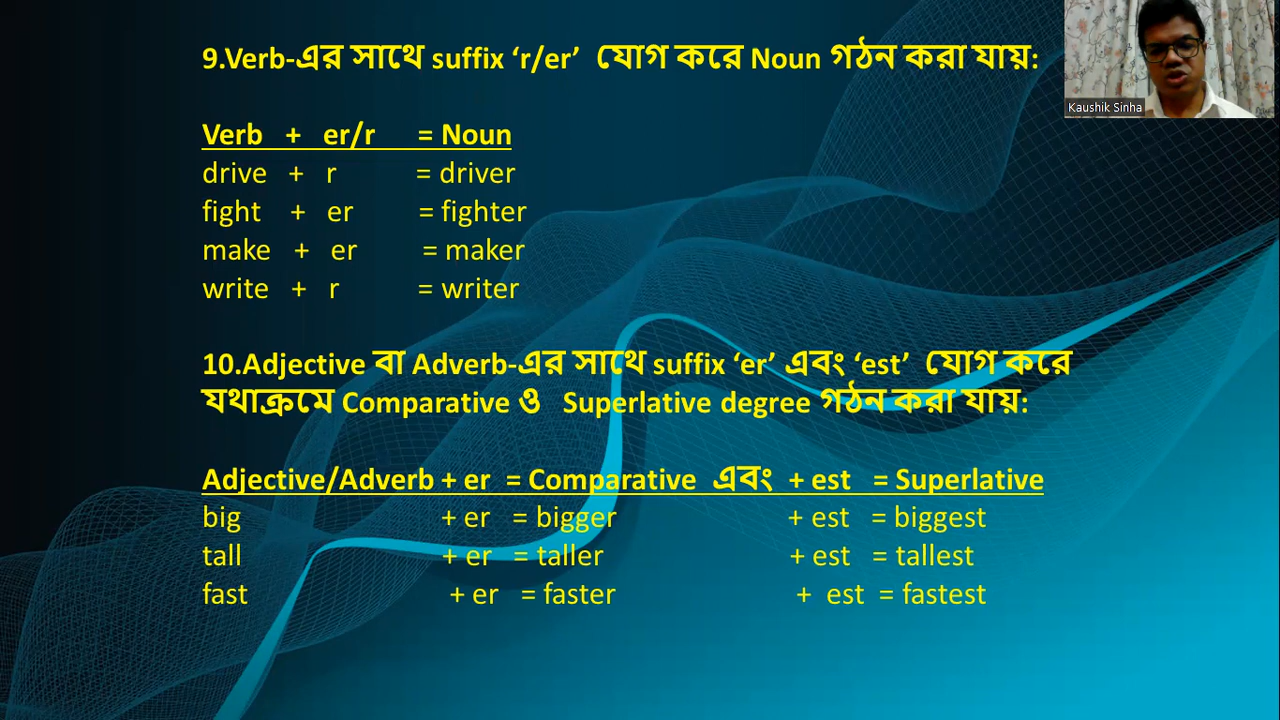 9.Verb-এর সাথে suffix ‘r/er’ যোগ করে Noun গঠন করা যায়:
Kaushik Sinha
Verb + er/r = Noun
drive + r = driver
fight + er = fighter
make + er = maker
write + r = writer
10.Adjective বা Adverb-এর সাথে suffix ‘er’ এবং ‘est’ যোগ করে
যথাক্রমে Comparative ও Superlative degree গঠন করা যায়:
Adjective/Adverb + er = Comparative এবং + est = Superlative
big + er = bigger + est = biggest
tall + er = taller + est = tallest
fast + er = faster + est = fastest